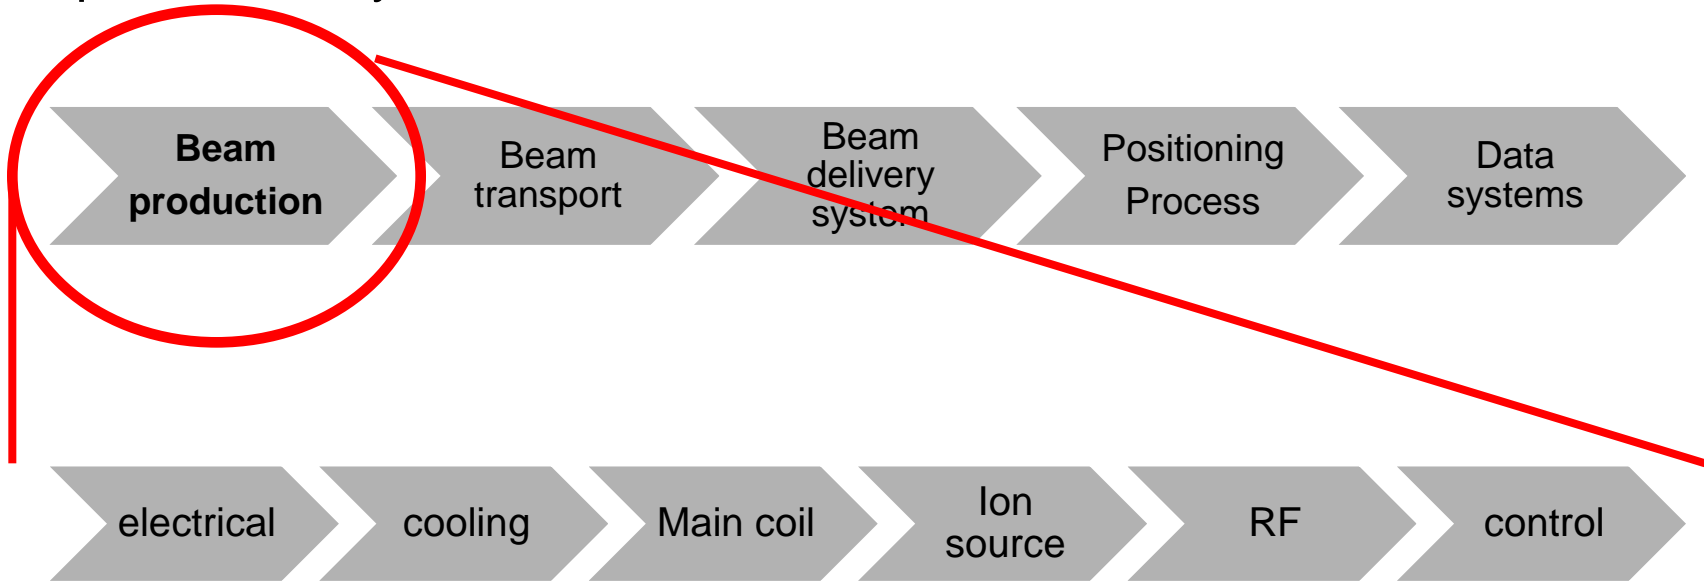 Beam
production
Beam
transport
Beam
delivery
system
Positioning
Process
Data
systems
electrical
cooling
Main coil
Ion
source
RF
control